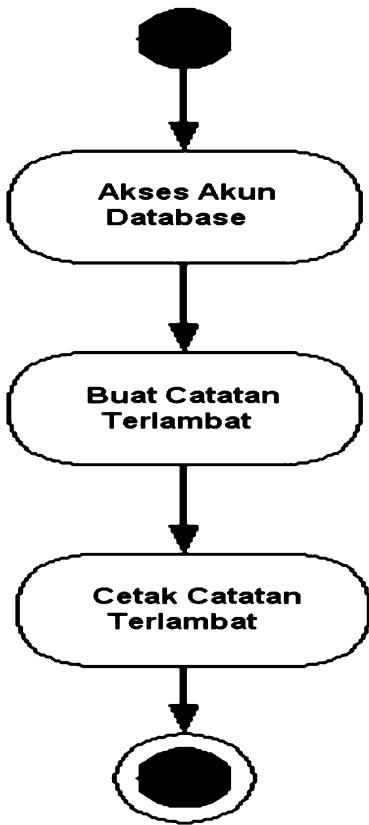 Akses Akun
Database
Buat Catatan
Terlambat
Cetak Catatan
Terlambat